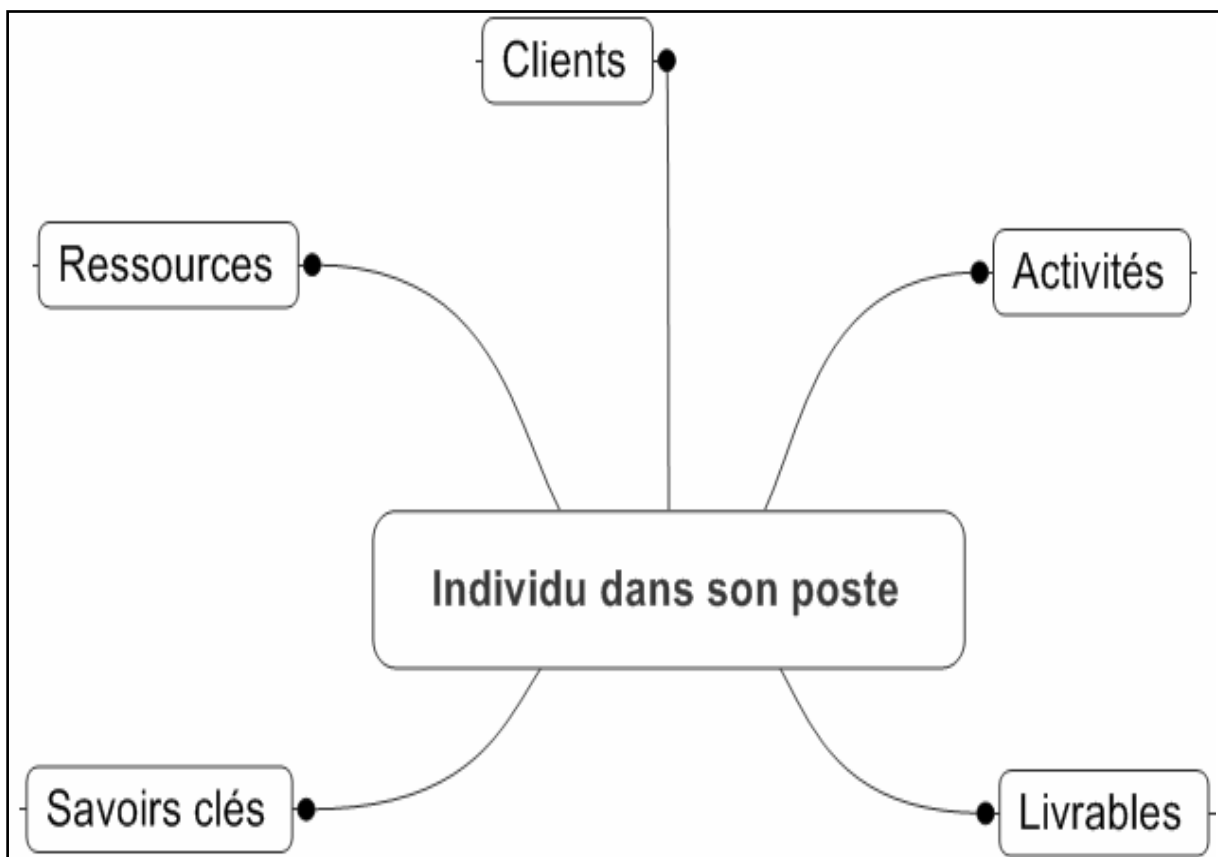 Clients
Ressources
Activités
Individu dans son poste
Savoirs clés
Livrables